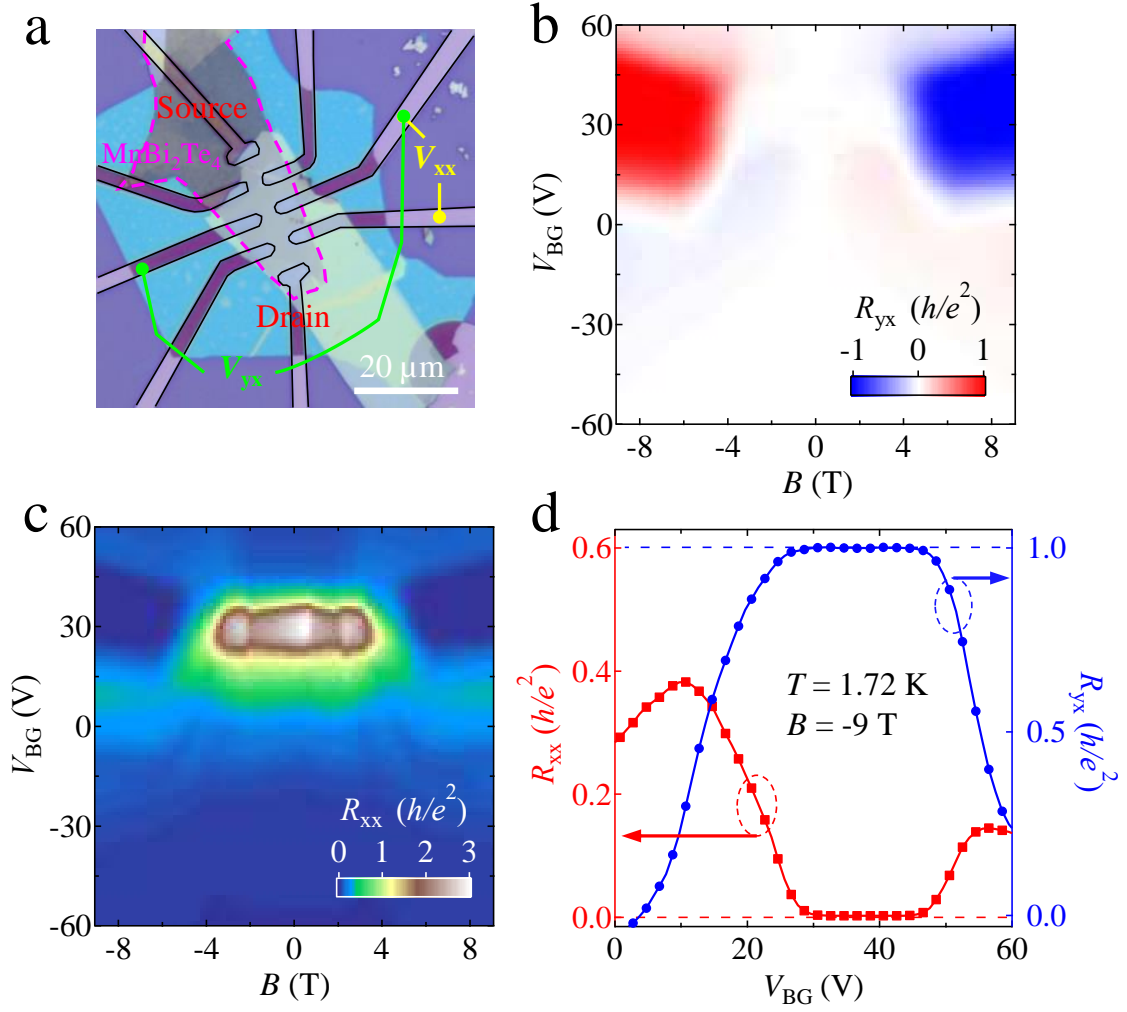 a
Source
MnBi₂Te₄
Vxx
Drain
Vyx
20 µm
b
60
30
0
-30
-60
VBG (V)
Ryx (h/e²)
-1 0 1
-8 -4 0 4 8
B (T)
c
60
30
0
-30
-60
VBG (V)
Rxx (h/e²)
0 1 2 3
-8 -4 0 4 8
B (T)
d
0.6
0.4
0.2
0.0
Rxx (h/e²)
T = 1.72 K
B = -9 T
1.0
0.5
0.0
Ryx (h/e²)
0 20 40 60
VBG (V)